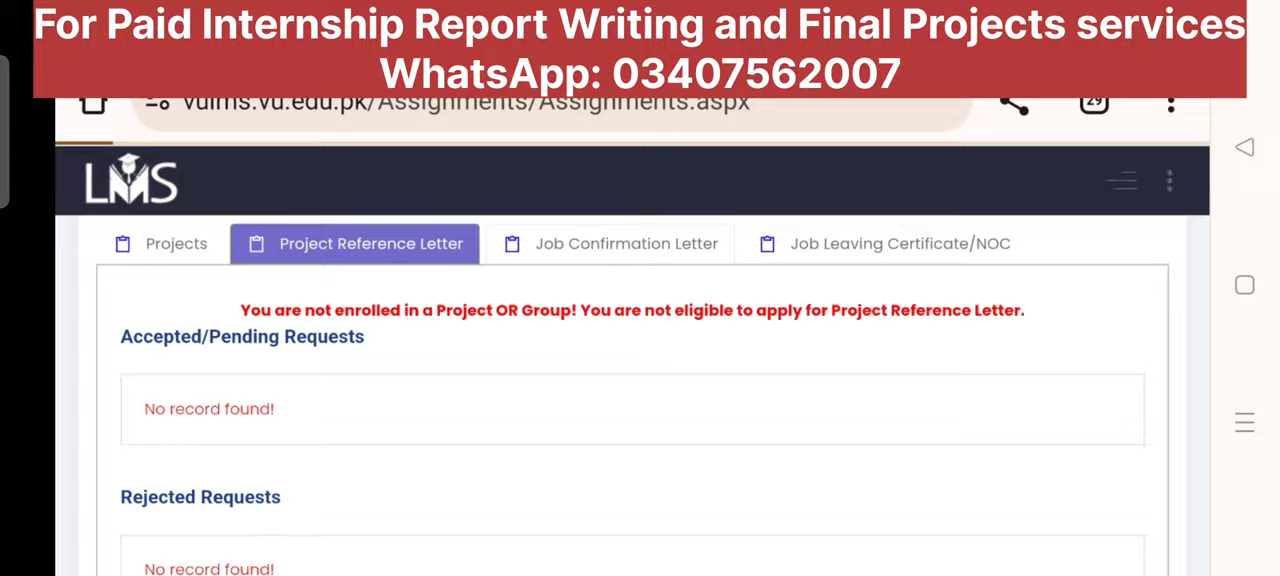 For Paid Internship Report Writing and Final Projects services
WhatsApp: 03407562007
vulms.vu.edu.pk/Assignments/Assignments.aspx
29
LMS
Projects
Project Reference Letter
Job Confirmation Letter
Job Leaving Certificate/NOC
You are not enrolled in a Project OR Group! You are not eligible to apply for Project Reference Letter.
Accepted/Pending Requests
No record found!
Rejected Requests
No record found!